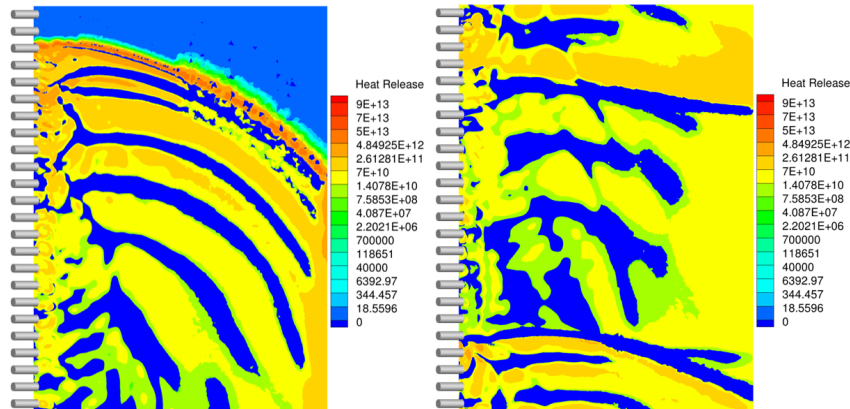 Heat Release
9E+13
7E+13
5E+13
4.84925E+12
2.61281E+11
7E+10
1.4078E+10
7.5853E+08
4.087E+07
2.2021E+06
700000
118651
40000
6392.97
344.457
18.5596
0
Heat Release
9E+13
7E+13
5E+13
4.84925E+12
2.61281E+11
7E+10
1.4078E+10
7.5853E+08
4.087E+07
2.2021E+06
700000
118651
40000
6392.97
344.457
18.5596
0